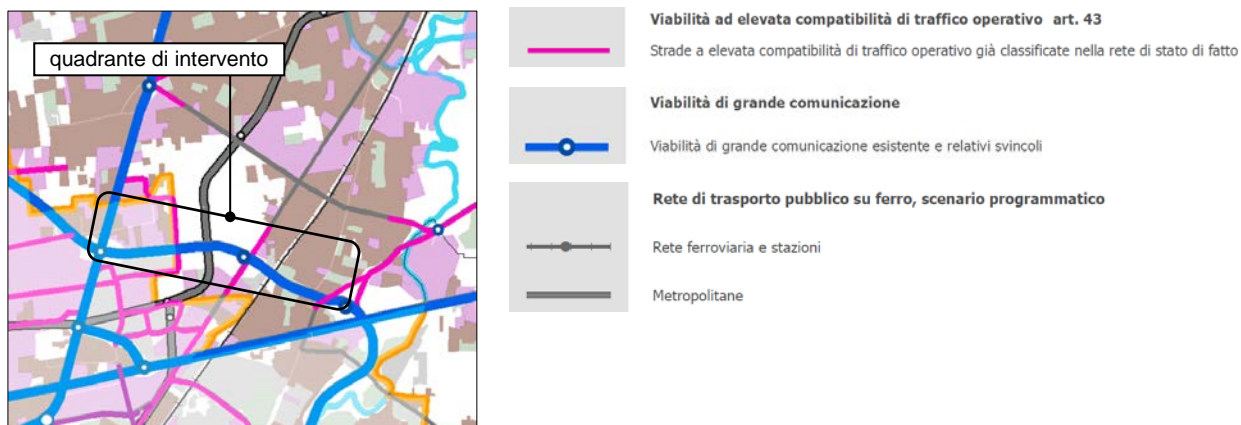 quadrante di intervento
Viabilità ad elevata compatibilità di traffico operativo art. 43
Strade a elevata compatibilità di traffico operativo già classificate nella rete di stato di fatto
Viabilità di grande comunicazione
Viabilità di grande comunicazione esistente e relativi svincoli
Rete di trasporto pubblico su ferro, scenario programmatico
Rete ferroviaria e stazioni
Metropolitane